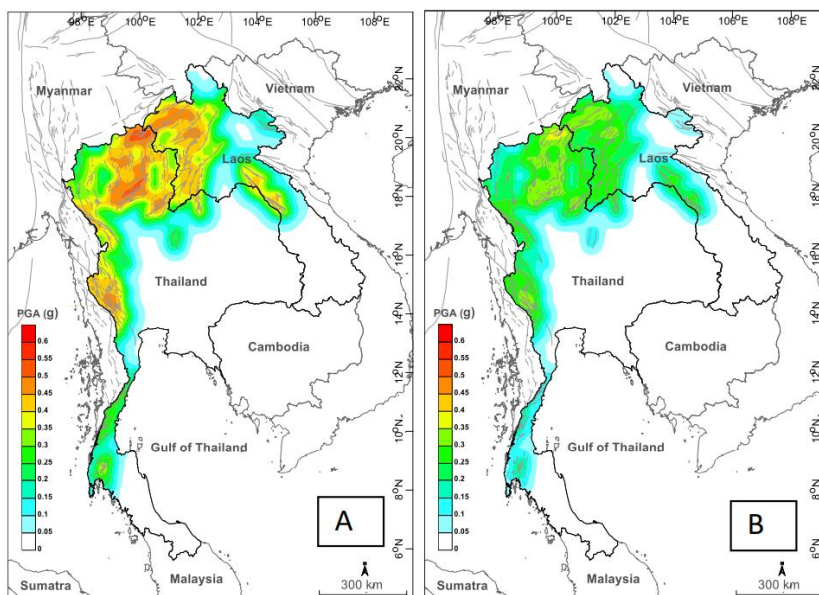 98°E 100°E 102°E 104°E 106°E 108°E
Myanmar
Vietnam
Laos
Thailand
Cambodia
Gulf of Thailand
Malaysia
Sumatra
PGA (g)
0.6
0.55
0.5
0.45
0.4
0.35
0.3
0.25
0.2
0.15
0.1
0.05
0
22°N
20°N
18°N
16°N
14°N
12°N
10°N
8°N
6°N
A
300 km
98°E 100°E 102°E 104°E 106°E 108°E
Myanmar
Vietnam
Laos
Thailand
Cambodia
Gulf of Thailand
Malaysia
Sumatra
PGA (g)
0.6
0.55
0.5
0.45
0.4
0.35
0.3
0.25
0.2
0.15
0.1
0.05
0
22°N
20°N
18°N
16°N
14°N
12°N
10°N
8°N
6°N
B
300 km